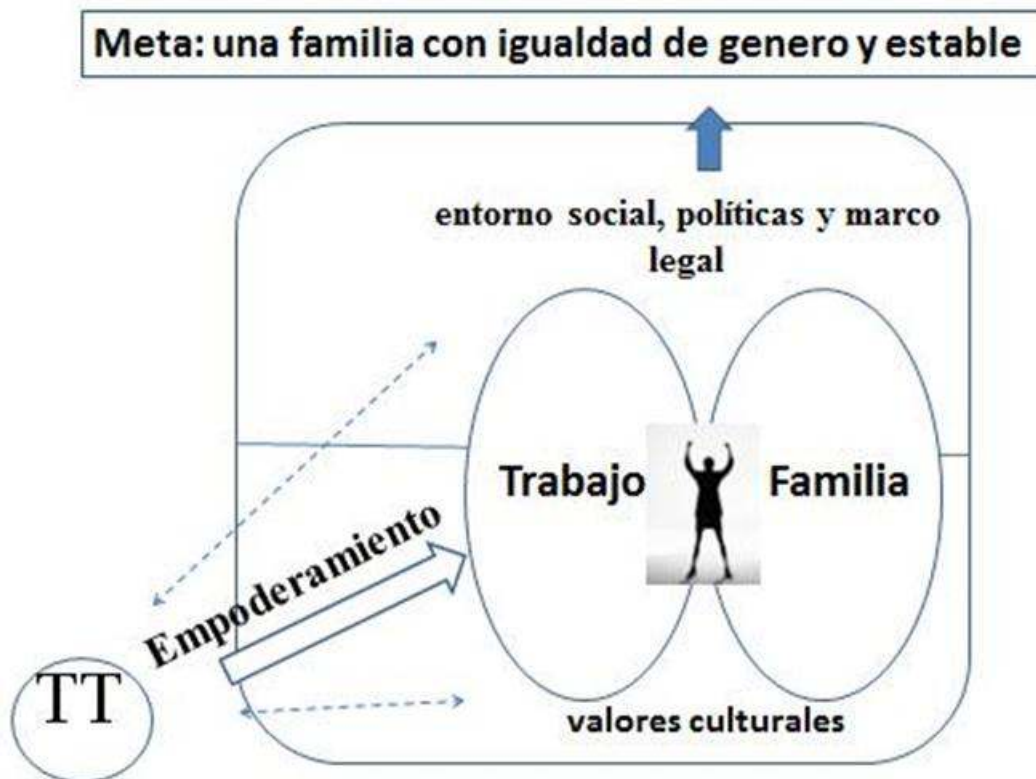 Meta: una familia con igualdad de genero y estable
entorno social, políticas y marco
legal
Trabajo
Familia
Empoderamiento
TT
valores culturales